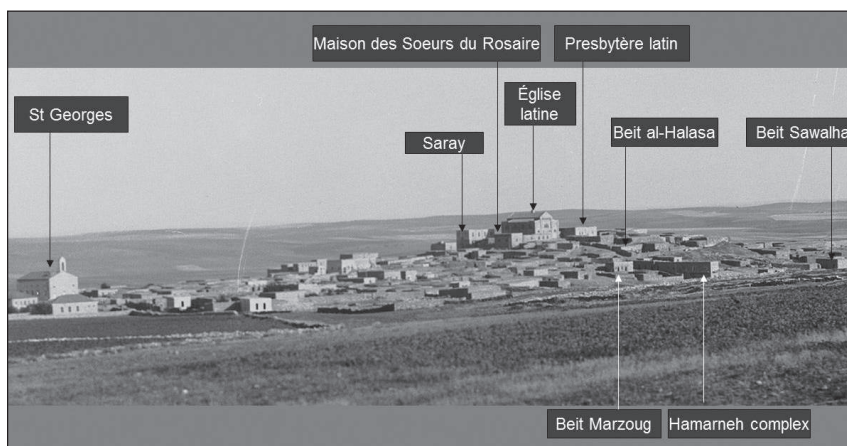 Maison des Soeurs du Rosaire
Presbytère latin
St Georges
Église
latine
Saray
Beit al-Halasa
Beit Sawalha
Beit Marzoug
Hamarneh complex